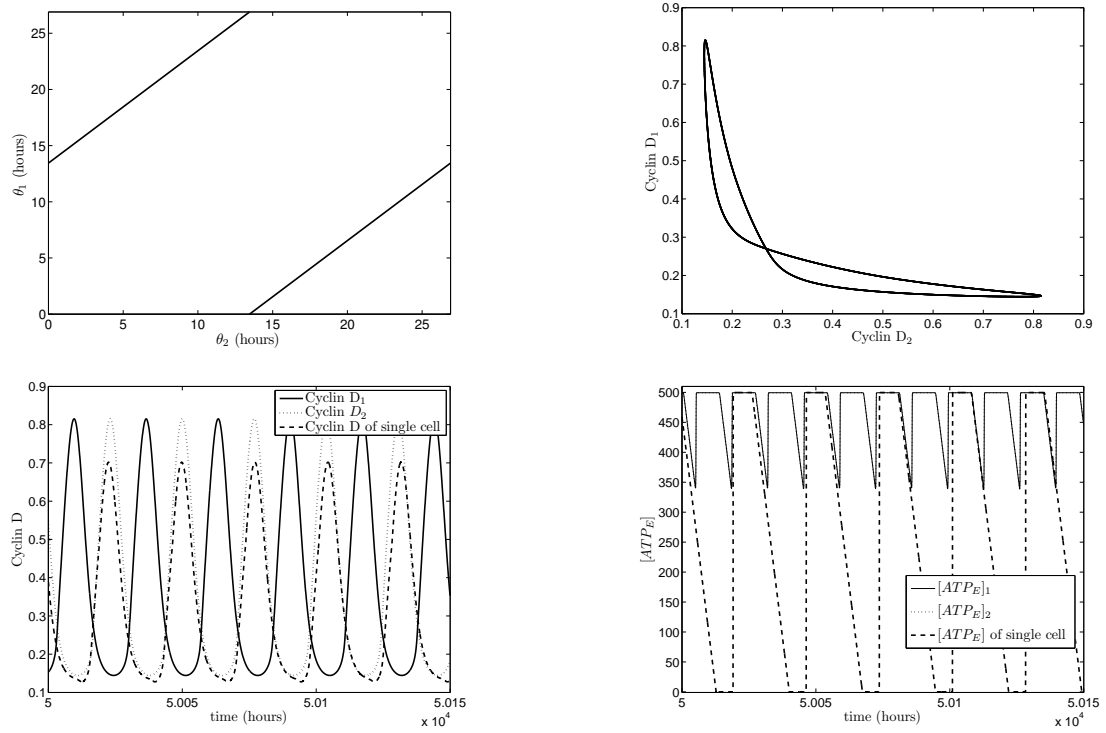 25
20
15
10
5
0
θ1 (hours)
0 5 10 15 20 25
θ2 (hours)
0.9
0.8
0.7
0.6
0.5
0.4
0.3
0.2
0.1
Cyclin D1
0.1 0.2 0.3 0.4 0.5 0.6 0.7 0.8 0.9
Cyclin D2
0.9
0.8
0.7
0.6
0.5
0.4
0.3
0.2
0.1
Cyclin D
Cyclin D1
Cyclin D2
Cyclin D of single cell
5 5.005 5.01 5.015
time (hours)
x 10^4
500
450
400
350
300
250
200
150
100
50
0
[ATP_E]
[ATP_E]1
[ATP_E]2
[ATP_E] of single cell
5 5.005 5.01 5.015
time (hours)
x 10^4